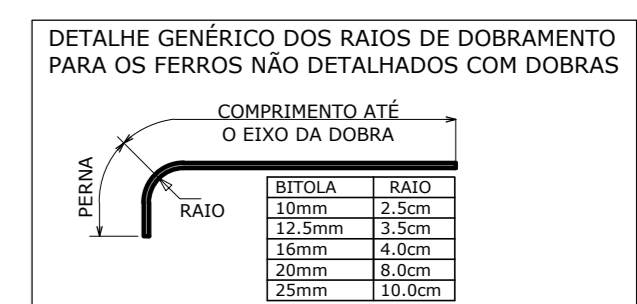 DETALHE GENÉRICO DOS RAIOS DE DOBRAMENTO
PARA OS FERROS NÃO DETALHADOS COM DOBRAS
COMPRIMENTO ATÉ
O EIXO DA DOBRA
PERNA
RAIO
BITOLA RAIO
10mm 2.5cm
12.5mm 3.5cm
16mm 4.0cm
20mm 8.0cm
25mm 10.0cm